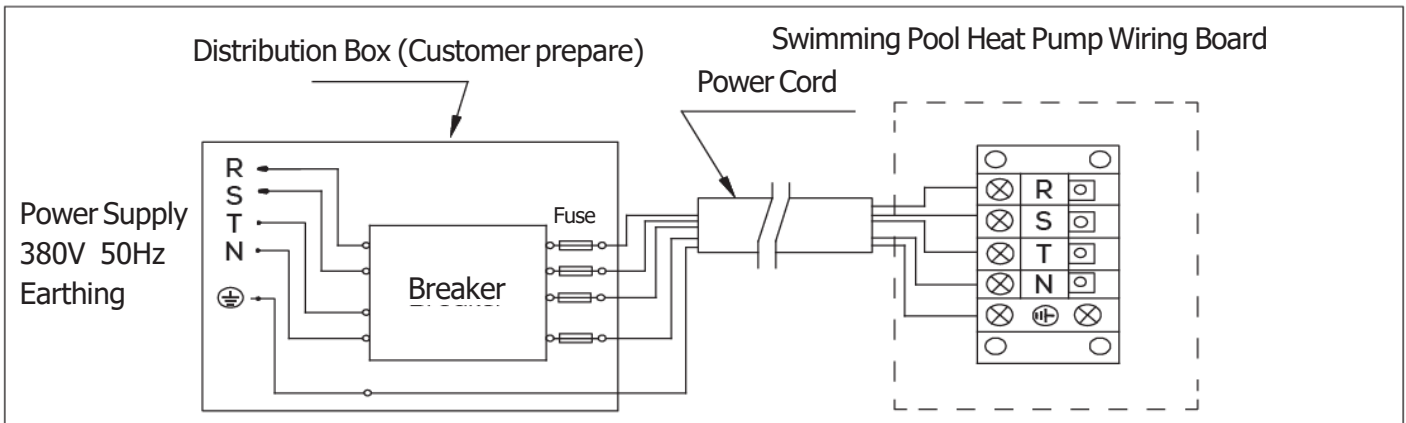 Distribution Box (Customer prepare)
Swimming Pool Heat Pump Wiring Board
Power Cord
Power Supply
380V 50Hz
Earthing
R
S
T
N
Fuse
Breaker
R
S
T
N